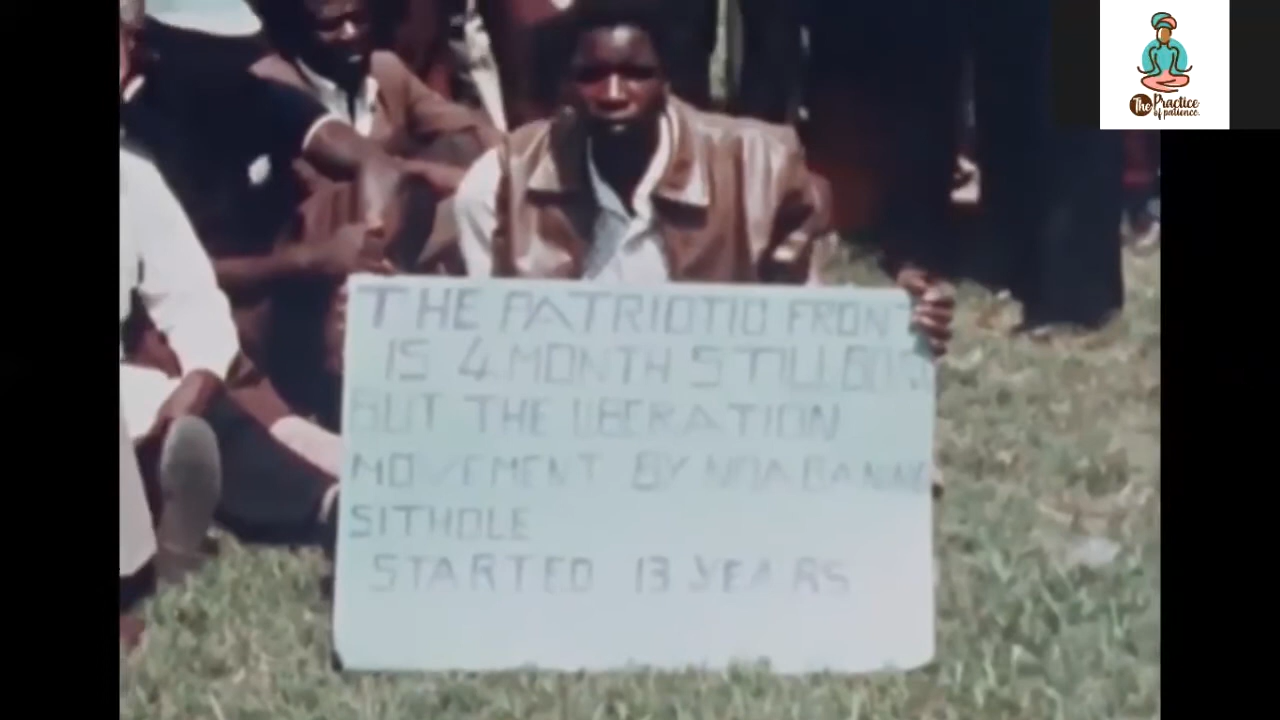 The Practice
of patience.
THE PATRIOTIC FRONT
IS 4 MONTH
BUT THE LIBERATION
MOVEMENT BY
SITHOLE
STARTED 13 YEARS